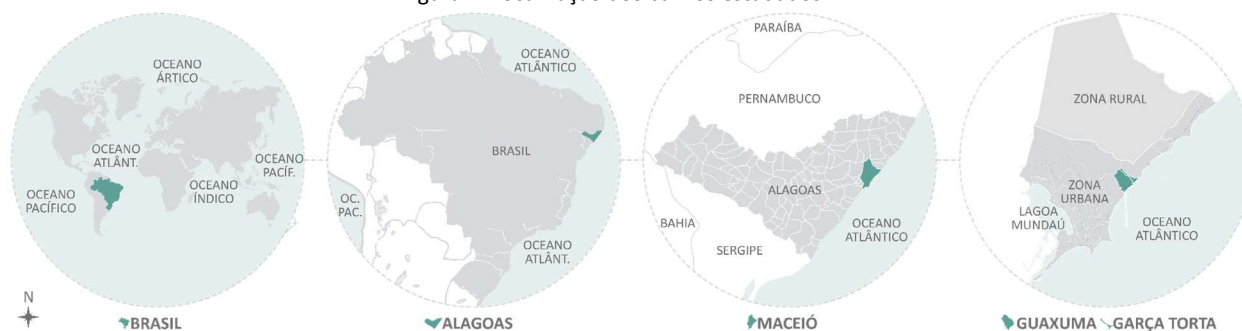 OCEANO
ÁRTICO
OCEANO
ATLÂNT.
OCEANO
PACÍF.
OCEANO
PACÍFICO
OCEANO
ÍNDICO
N
BRASIL
OCEANO
ATLÂNTICO
BRASIL
OC.
PAC.
OCEANO
ATLÂNT.
ALAGOAS
PARAÍBA
PERNAMBUCO
ALAGOAS
BAHIA
SERGIPE
OCEANO
ATLÂNTICO
MACEIÓ
ZONA RURAL
ZONA
URBANA
LAGOA
MUNDAÚ
OCEANO
ATLÂNTICO
GUAXUMA
GARÇA TORTA